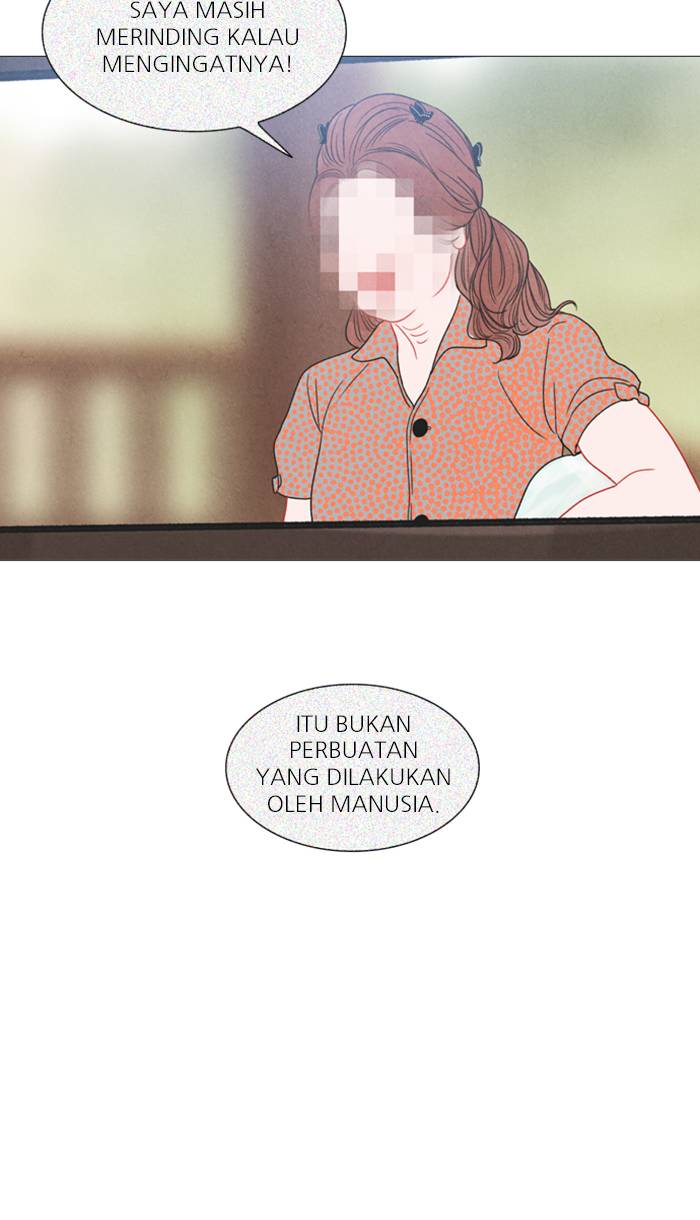 SAYA MASIH
MERINDING KALAU
MENGINGATNYA!
ITU BUKAN
PERBUATAN
YANG DILAKUKAN
OLEH MANUSIA.